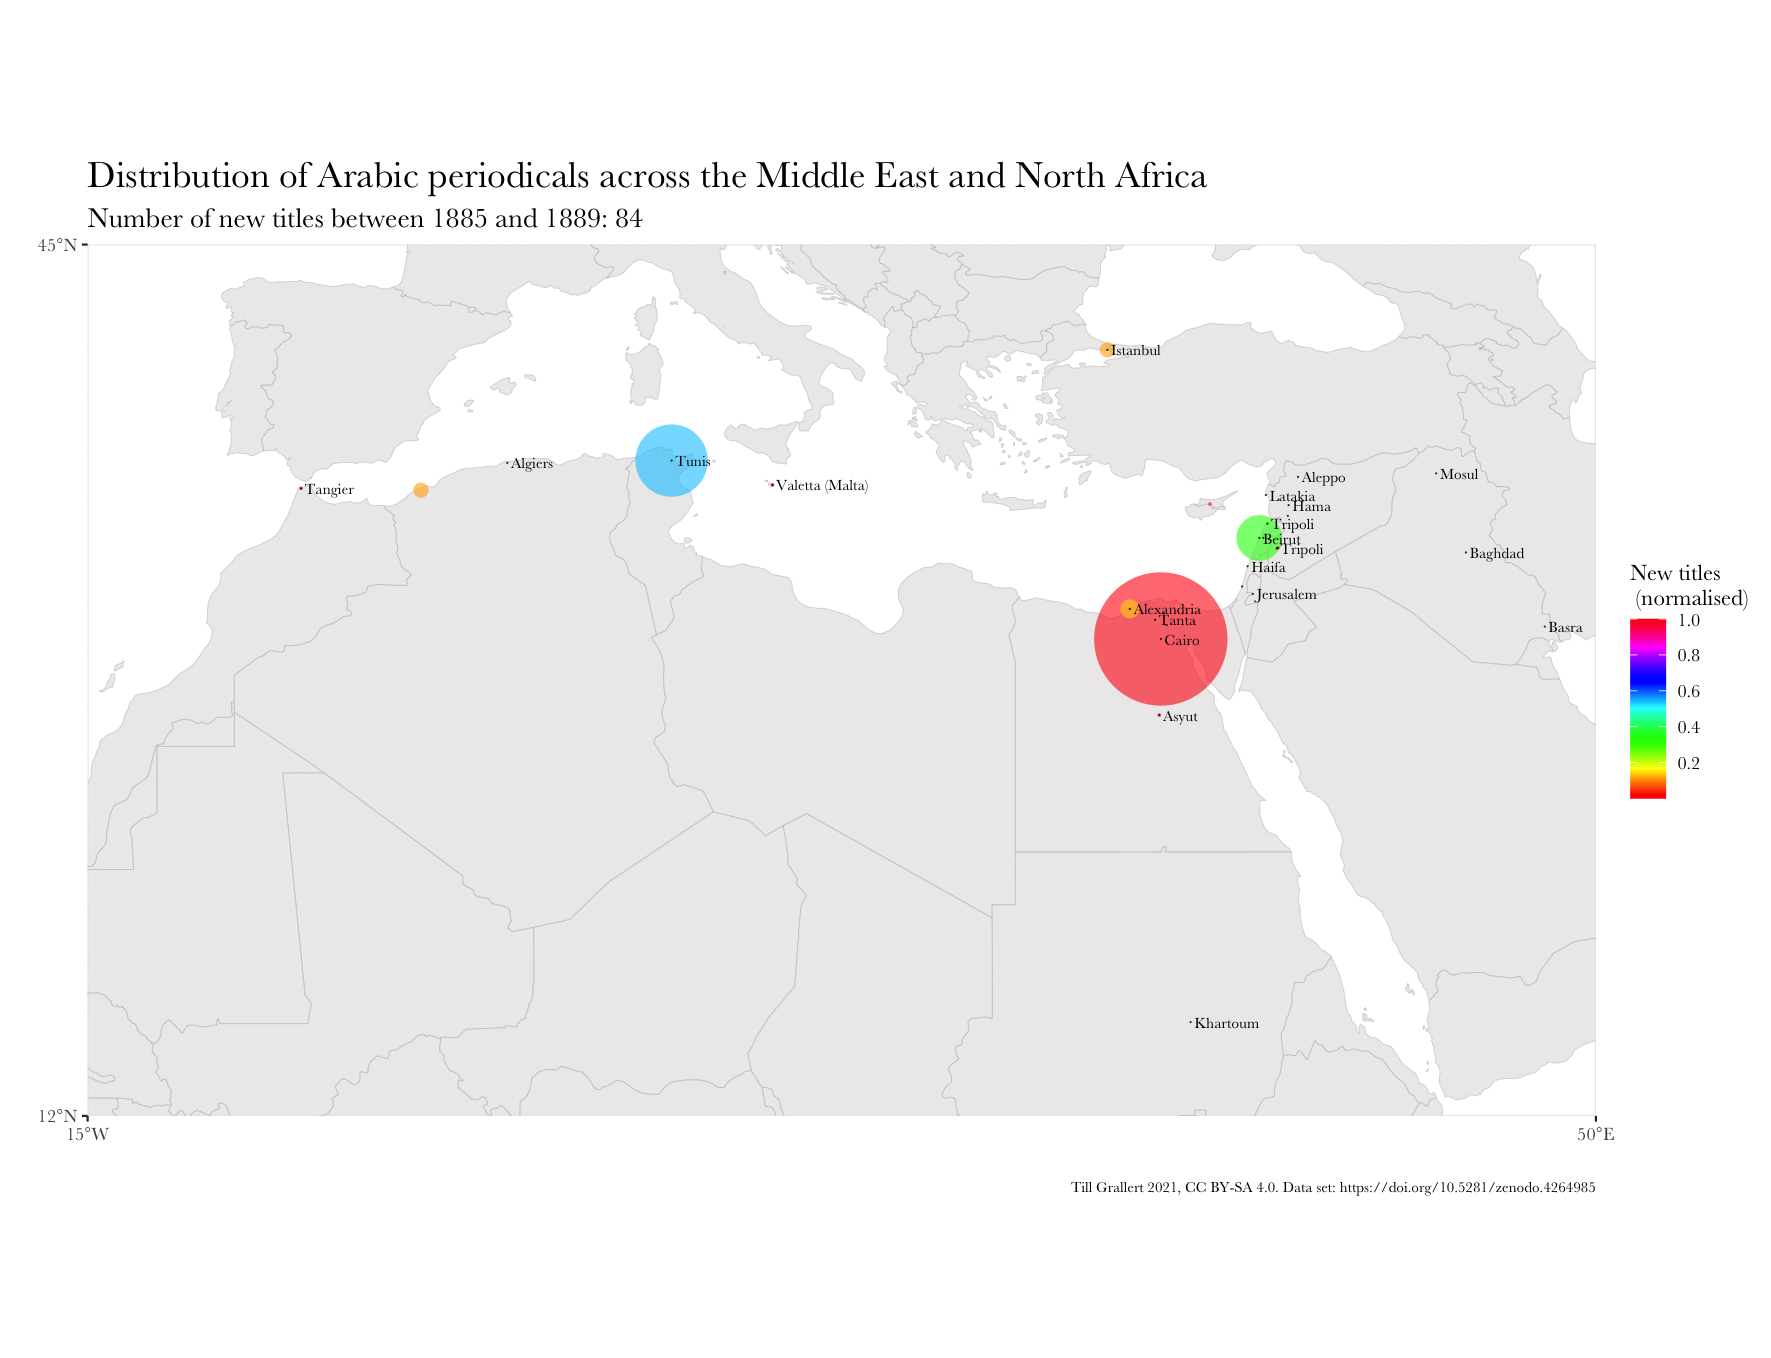 Distribution of Arabic periodicals across the Middle East and North Africa
Number of new titles between 1885 and 1889: 84
45°N
Istanbul
Algiers
Tunis
Tangier
Valetta (Malta)
Aleppo
Mosul
Latakia
Hama
Tripoli
Beirut
Tripoli
Baghdad
Haifa
Jerusalem
Alexandria
Tanta
Cairo
Basra
Asyut
Khartoum
New titles
(normalised)
1.0
0.8
0.6
0.4
0.2
12°N
15°W
50°E
Till Grallert 2021, CC BY-SA 4.0. Data set: https://doi.org/10.5281/zenodo.4264985